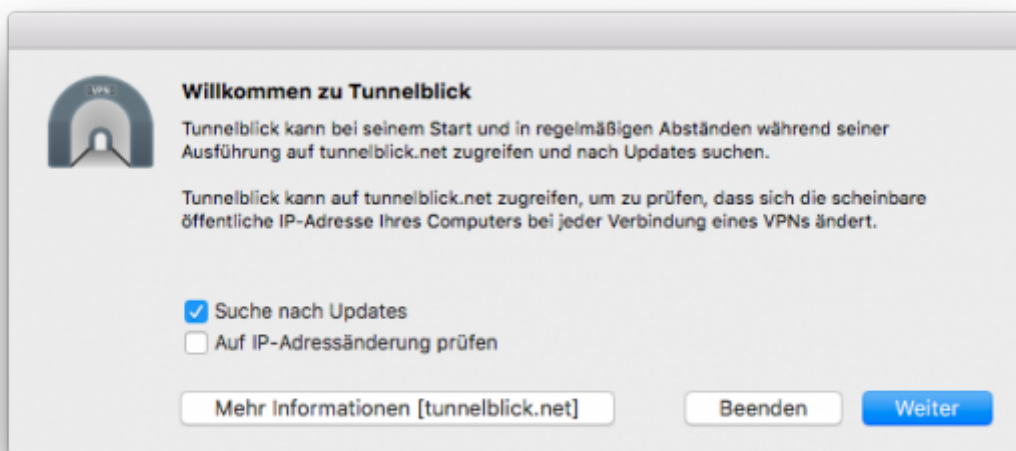 VPN
Willkommen zu Tunnelblick
Tunnelblick kann bei seinem Start und in regelmäßigen Abständen während seiner
Ausführung auf tunnelblick.net zugreifen und nach Updates suchen.
Tunnelblick kann auf tunnelblick.net zugreifen, um zu prüfen, dass sich die scheinbare
öffentliche IP-Adresse Ihres Computers bei jeder Verbindung eines VPNs ändert.
Suche nach Updates
Auf IP-Adressänderung prüfen
Mehr Informationen [tunnelblick.net]
Beenden
Weiter